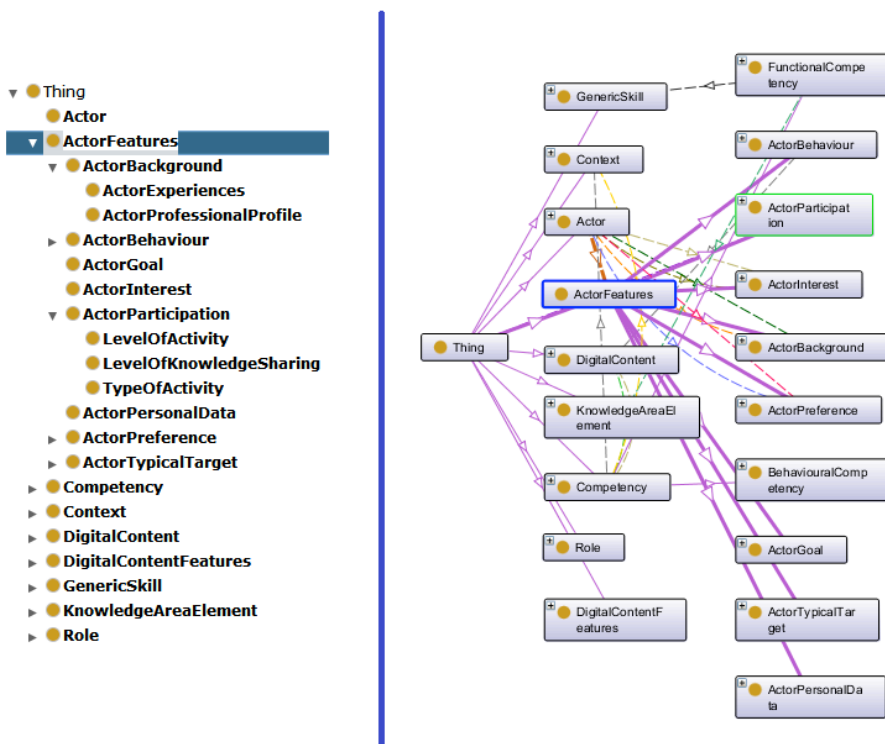 Thing
Actor
ActorFeatures
ActorBackground
ActorExperiences
ActorProfessionalProfile
ActorBehaviour
ActorGoal
ActorInterest
ActorParticipation
LevelOfActivity
LevelOfKnowledgeSharing
TypeOfActivity
ActorPersonalData
ActorPreference
ActorTypicalTarget
Competency
Context
DigitalContent
DigitalContentFeatures
GenericSkill
KnowledgeAreaElement
Role
Thing
GenericSkill
Context
Actor
ActorFeatures
DigitalContent
KnowledgeAreaEl
ement
Competency
Role
DigitalContentF
eatures
FunctionalCompe
tency
ActorBehaviour
ActorParticipat
ion
ActorInterest
ActorBackground
ActorPreference
BehaviouralComp
etency
ActorGoal
ActorTypicalTar
get
ActorPersonalDa
ta